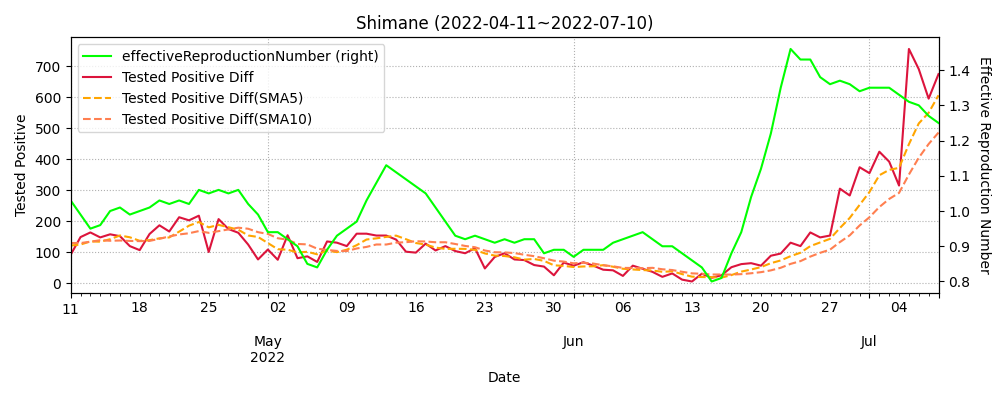 Shimane (2022-04-11~2022-07-10)
effectiveReproductionNumber (right)
Tested Positive Diff
Tested Positive Diff(SMA5)
Tested Positive Diff(SMA10)
Tested Positive
700
600
500
400
300
200
100
0
Effective Reproduction Number
1.4
1.3
1.2
1.1
1.0
0.9
0.8
11 18 25 02 09 16 23 30 06 13 20 27 04
May Jun Jul
2022
Date